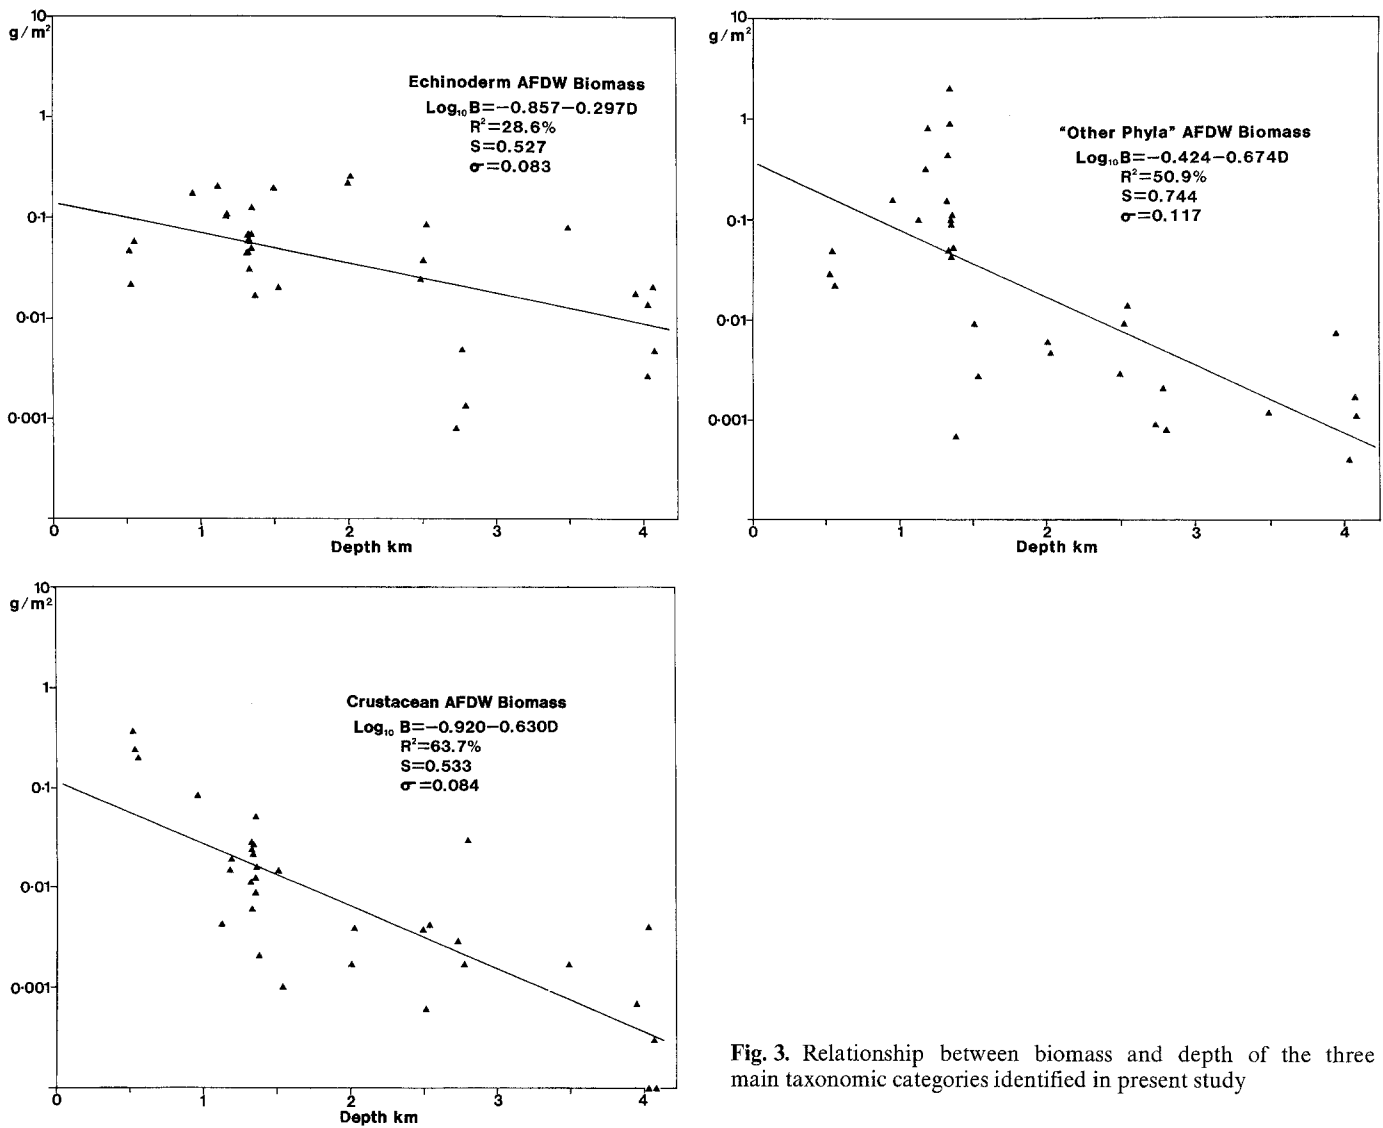 10
g/m²
1
0·1
0·01
0·001
0 1 2 3 4
Depth km
Echinoderm AFDW Biomass
Log₁₀B=−0.857−0.297D
R²=28.6%
S=0.527
σ=0.083
10
g/m²
1
0·1
0·01
0·001
0 1 2 3 4
Depth km
"Other Phyla" AFDW Biomass
Log₁₀B=−0.424−0.674D
R²=50.9%
S=0.744
σ=0.117
10
g/m²
1
0·1
0·01
0·001
0 1 2 3 4
Depth km
Crustacean AFDW Biomass
Log₁₀ B=−0.920−0.630D
R²=63.7%
S=0.533
σ=0.084
Fig. 3. Relationship between biomass and depth of the three
main taxonomic categories identified in present study